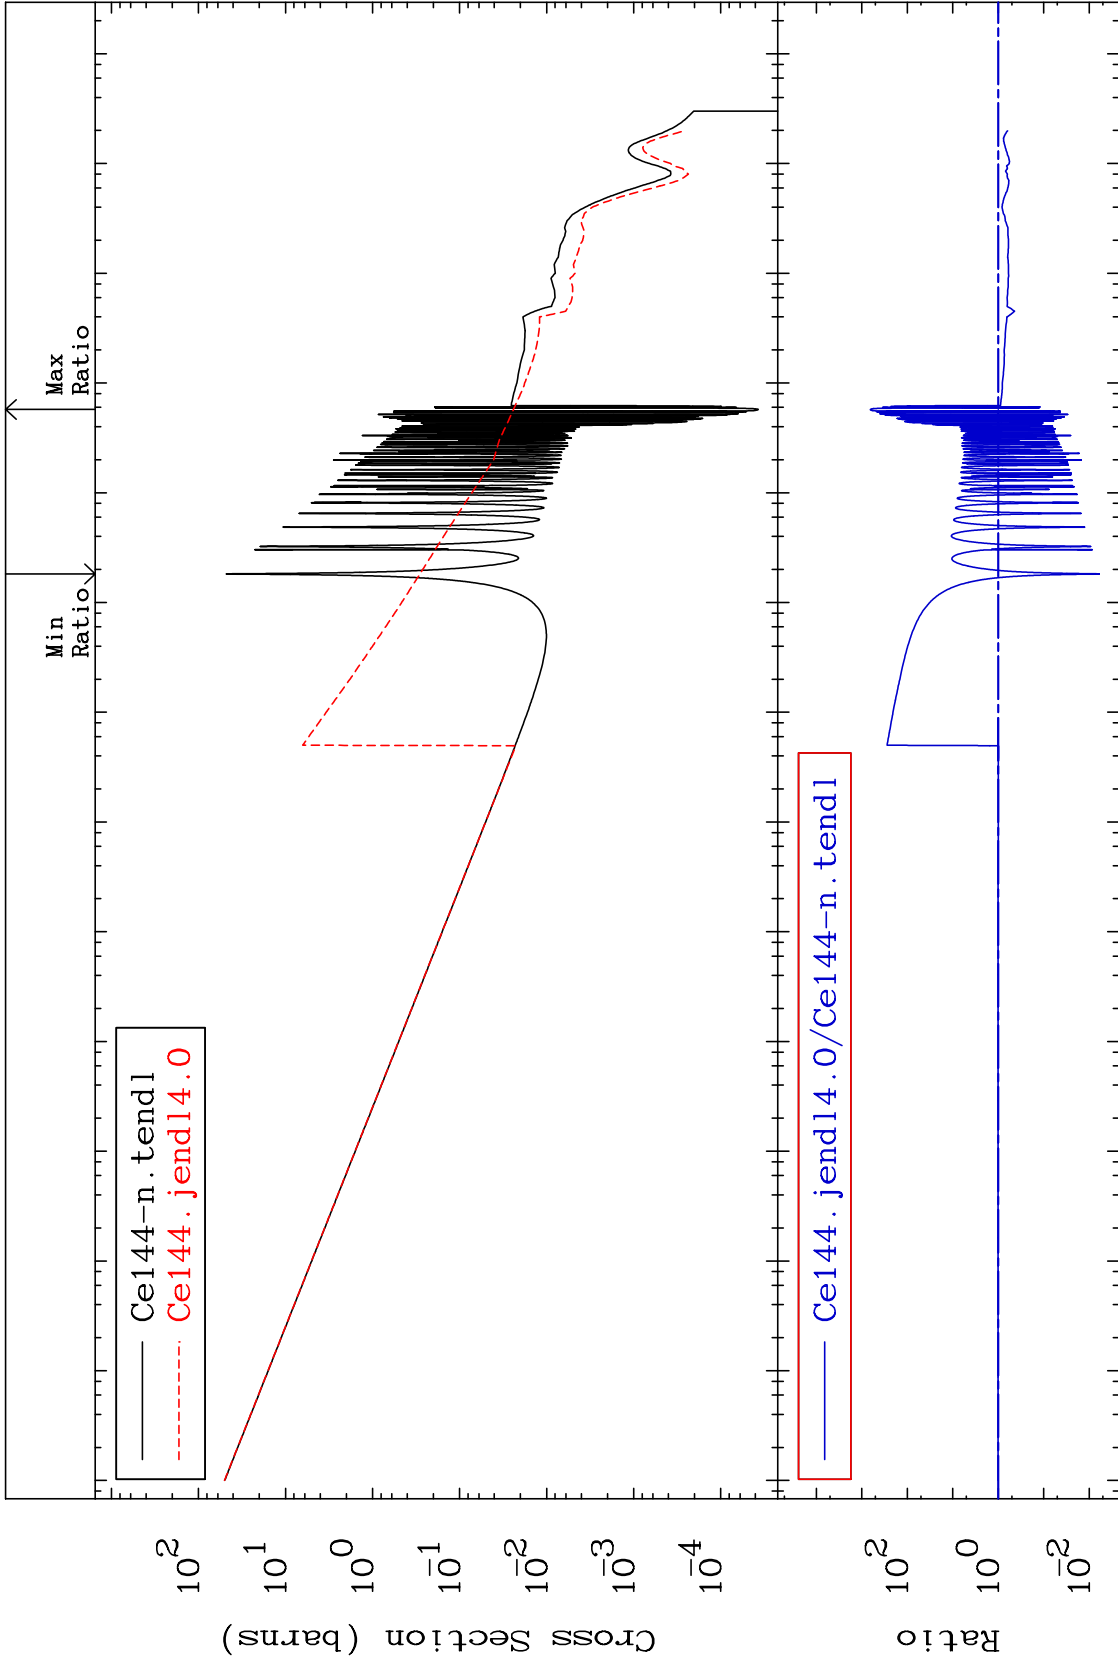 Min
Ratio
Max
Ratio
Ce144-n.tendl
Ce144.jendl4.0
10^2
10^1
10^0
10^-1
10^-2
10^-3
10^-4
Cross Section (barns)
Ce144.jendl4.0/Ce144-n.tendl
10^2
10^0
10^-2
Ratio